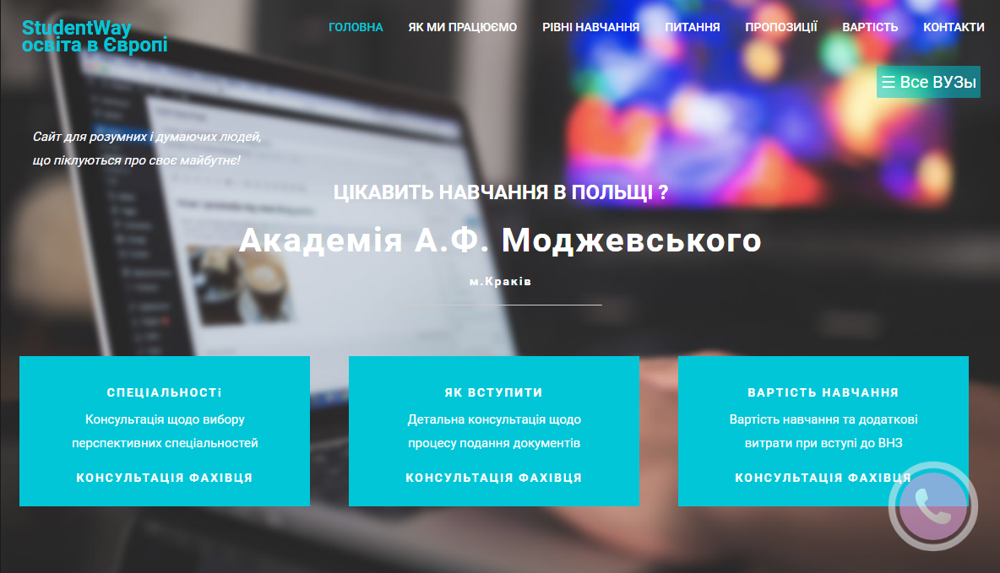 StudentWay
освіта в Європі
ГОЛОВНА ЯК МИ ПРАЦЮЄМО РІВНІ НАВЧАННЯ ПИТАННЯ ПРОПОЗИЦІЇ ВАРТІСТЬ КОНТАКТИ
☰ Все ВУЗы
Сайт для розумних і думаючих людей,
що піклуються про своє майбутнє!
ЦІКАВИТЬ НАВЧАННЯ В ПОЛЬЩІ ?
Академія А.Ф. Моджевського
м.Краків
СПЕЦІАЛЬНОСТі
Консультація щодо вибору
перспективних спеціальностей
КОНСУЛЬТАЦІЯ ФАХІВЦЯ
ЯК ВСТУПИТИ
Детальна консультація щодо
процесу подання документів
КОНСУЛЬТАЦІЯ ФАХІВЦЯ
ВАРТІСТЬ НАВЧАННЯ
Вартість навчання та додаткові
витрати при вступі до ВНЗ
КОНСУЛЬТАЦІЯ ФАХІВЦЯ